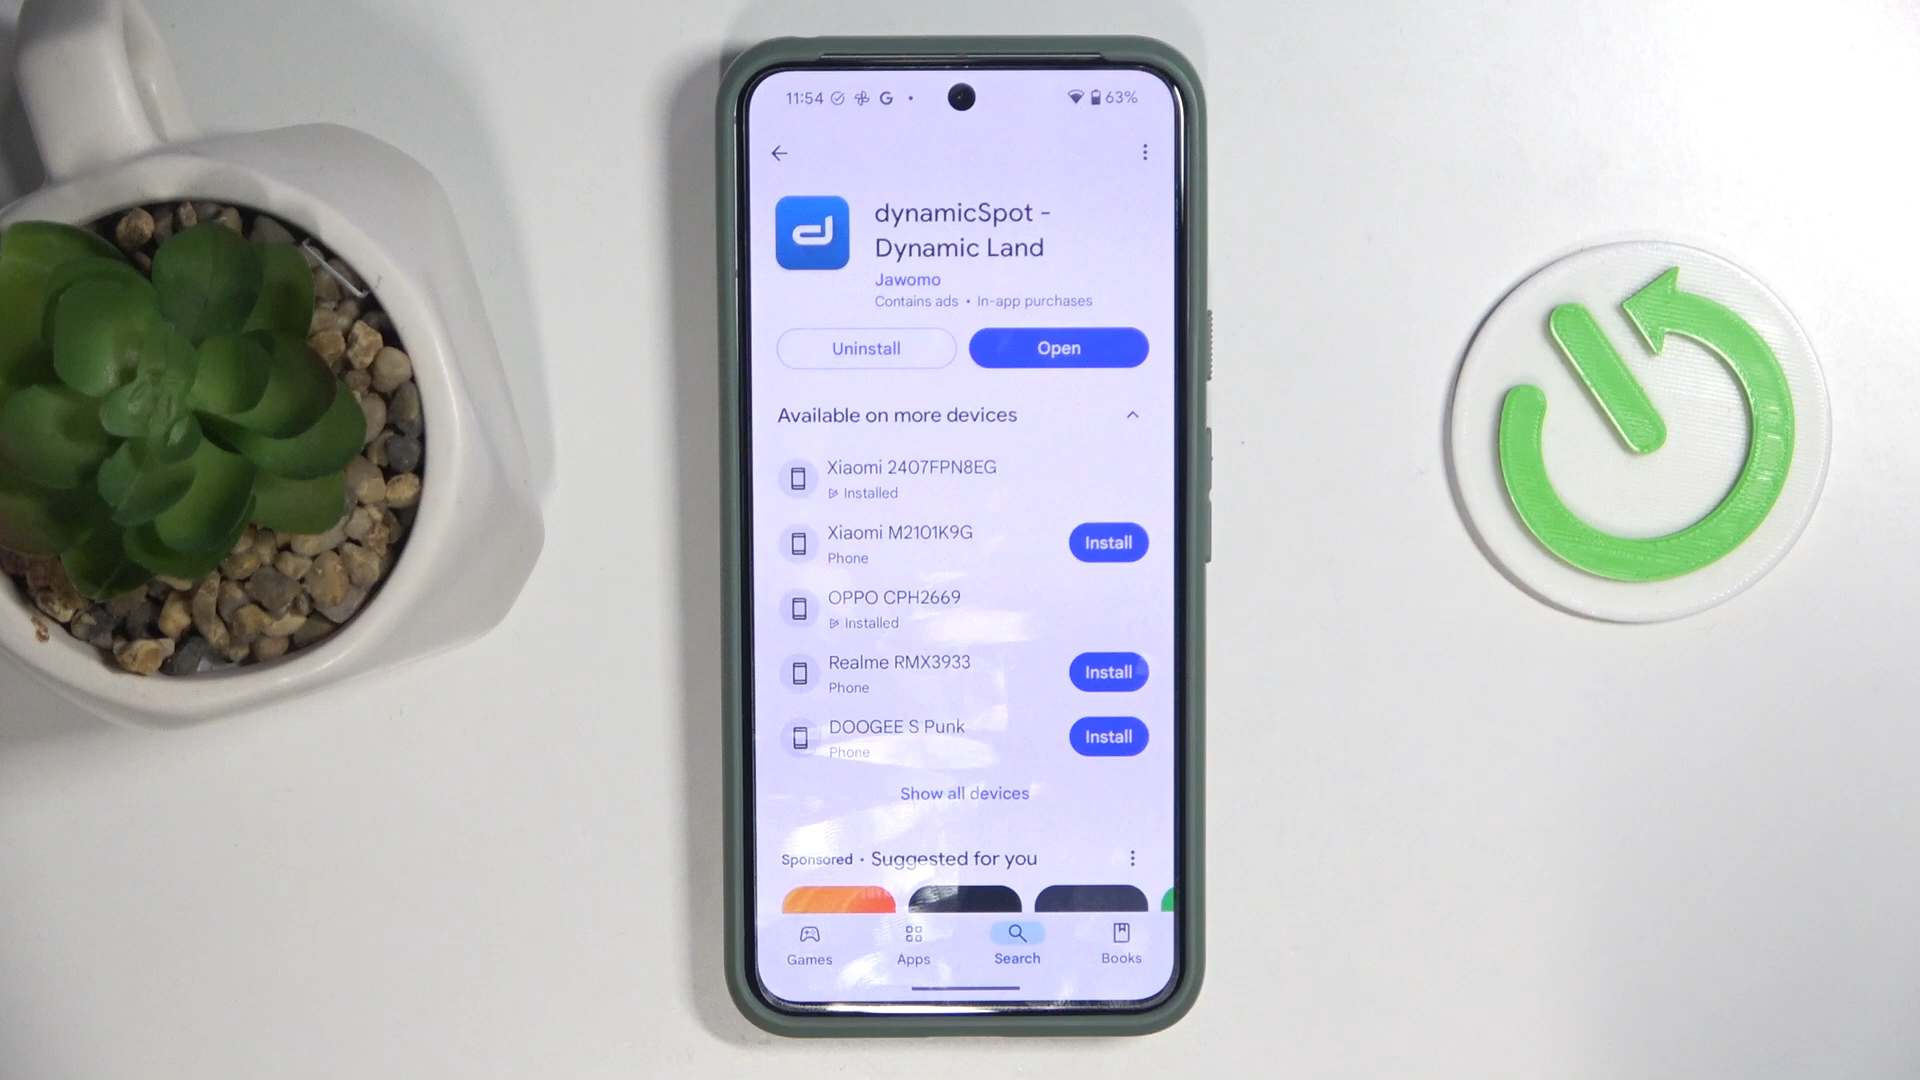 11:54 G 63%
dynamicSpot -
Dynamic Land
Jawomo
Contains ads • In-app purchases
Uninstall Open
Available on more devices
Xiaomi 2407FPN8EG
Installed
Xiaomi M2101K9G
Phone
Install
OPPO CPH2669
Installed
Realme RMX3933
Phone
Install
DOOGEE S Punk
Phone
Install
Show all devices
Sponsored • Suggested for you
Games Apps Search Books